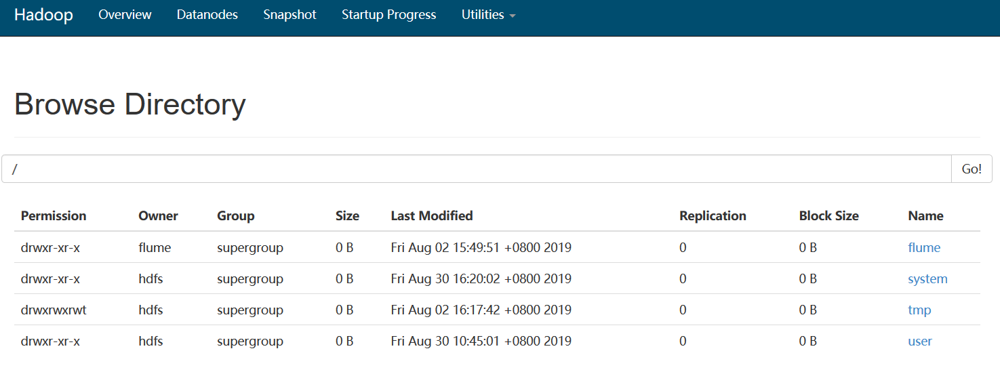 Hadoop Overview Datanodes Snapshot Startup Progress Utilities
Browse Directory
/ Go!
Permission Owner Group Size Last Modified Replication Block Size Name
drwxr-xr-x flume supergroup 0 B Fri Aug 02 15:49:51 +0800 2019 0 0 B flume
drwxr-xr-x hdfs supergroup 0 B Fri Aug 30 16:20:02 +0800 2019 0 0 B system
drwxrwxrwt hdfs supergroup 0 B Fri Aug 02 16:17:42 +0800 2019 0 0 B tmp
drwxr-xr-x hdfs supergroup 0 B Fri Aug 30 10:45:01 +0800 2019 0 0 B user